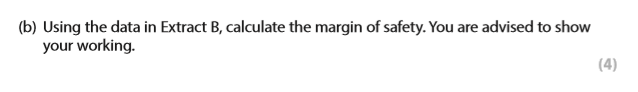 (b) Using the data in Extract B, calculate the margin of safety. You are advised to show
your working.
(4)